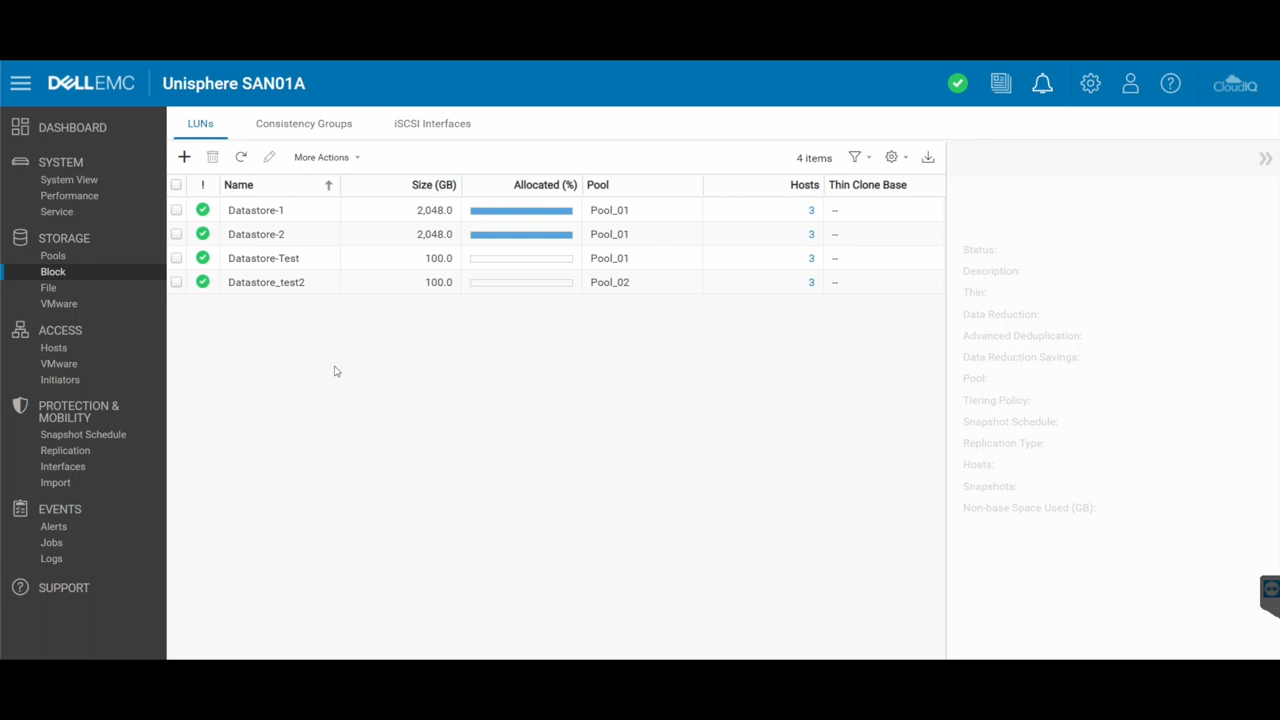 DELLEMC Unisphere SAN01A CloudIQ
DASHBOARD
SYSTEM
System View
Performance
Service
STORAGE
Pools
Block
File
VMware
ACCESS
Hosts
VMware
Initiators
PROTECTION &
MOBILITY
Snapshot Schedule
Replication
Interfaces
Import
EVENTS
Alerts
Jobs
Logs
SUPPORT
LUNs Consistency Groups iSCSI Interfaces
More Actions 4 items
! Name Size (GB) Allocated (%) Pool Hosts Thin Clone Base
Datastore-1 2,048.0 Pool_01 3 --
Datastore-2 2,048.0 Pool_01 3 --
Datastore-Test 100.0 Pool_01 3 --
Datastore_test2 100.0 Pool_02 3 --
Status:
Description:
Thin:
Data Reduction:
Advanced Deduplication:
Data Reduction Savings:
Pool:
Tiering Policy:
Snapshot Schedule:
Replication Type:
Hosts:
Snapshots:
Non-base Space Used (GB):